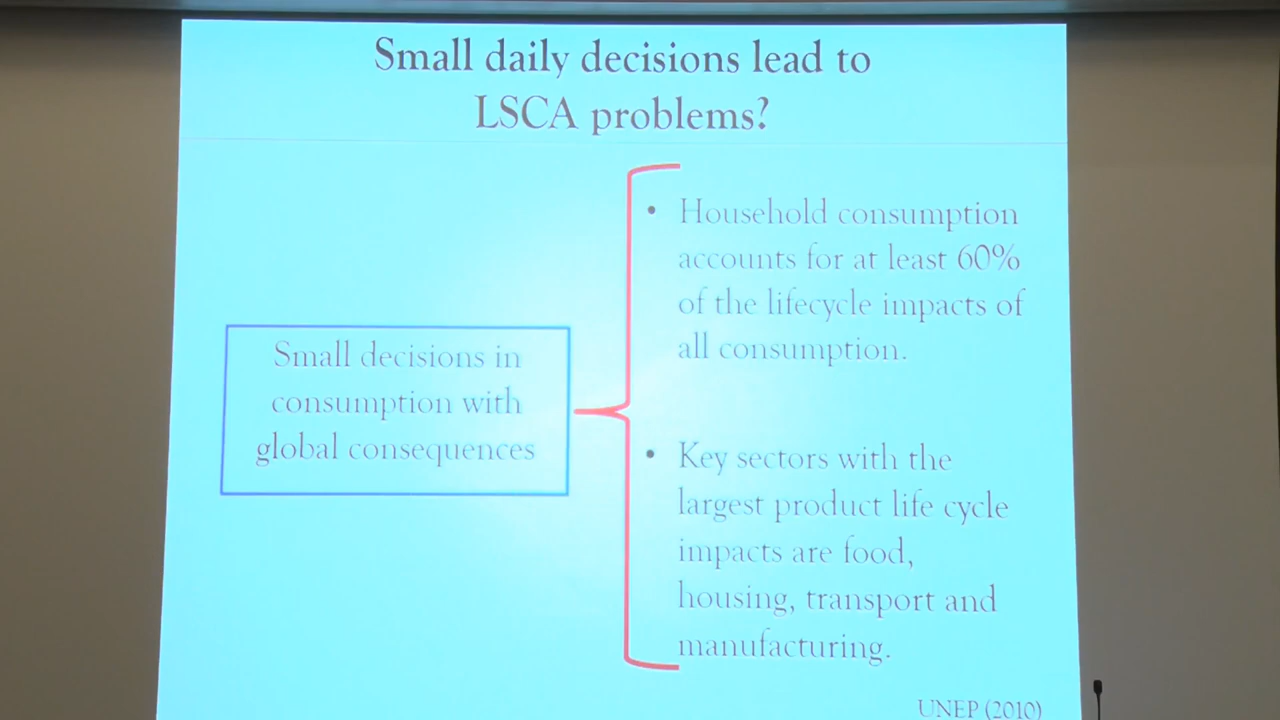 Small daily decisions lead to
LSCA problems?
Small decisions in
consumption with
global consequences
• Household consumption
accounts for at least 60%
of the lifecycle impacts of
all consumption.
• Key sectors with the
largest product life cycle
impacts are food,
housing, transport and
manufacturing.
UNEP (2010)